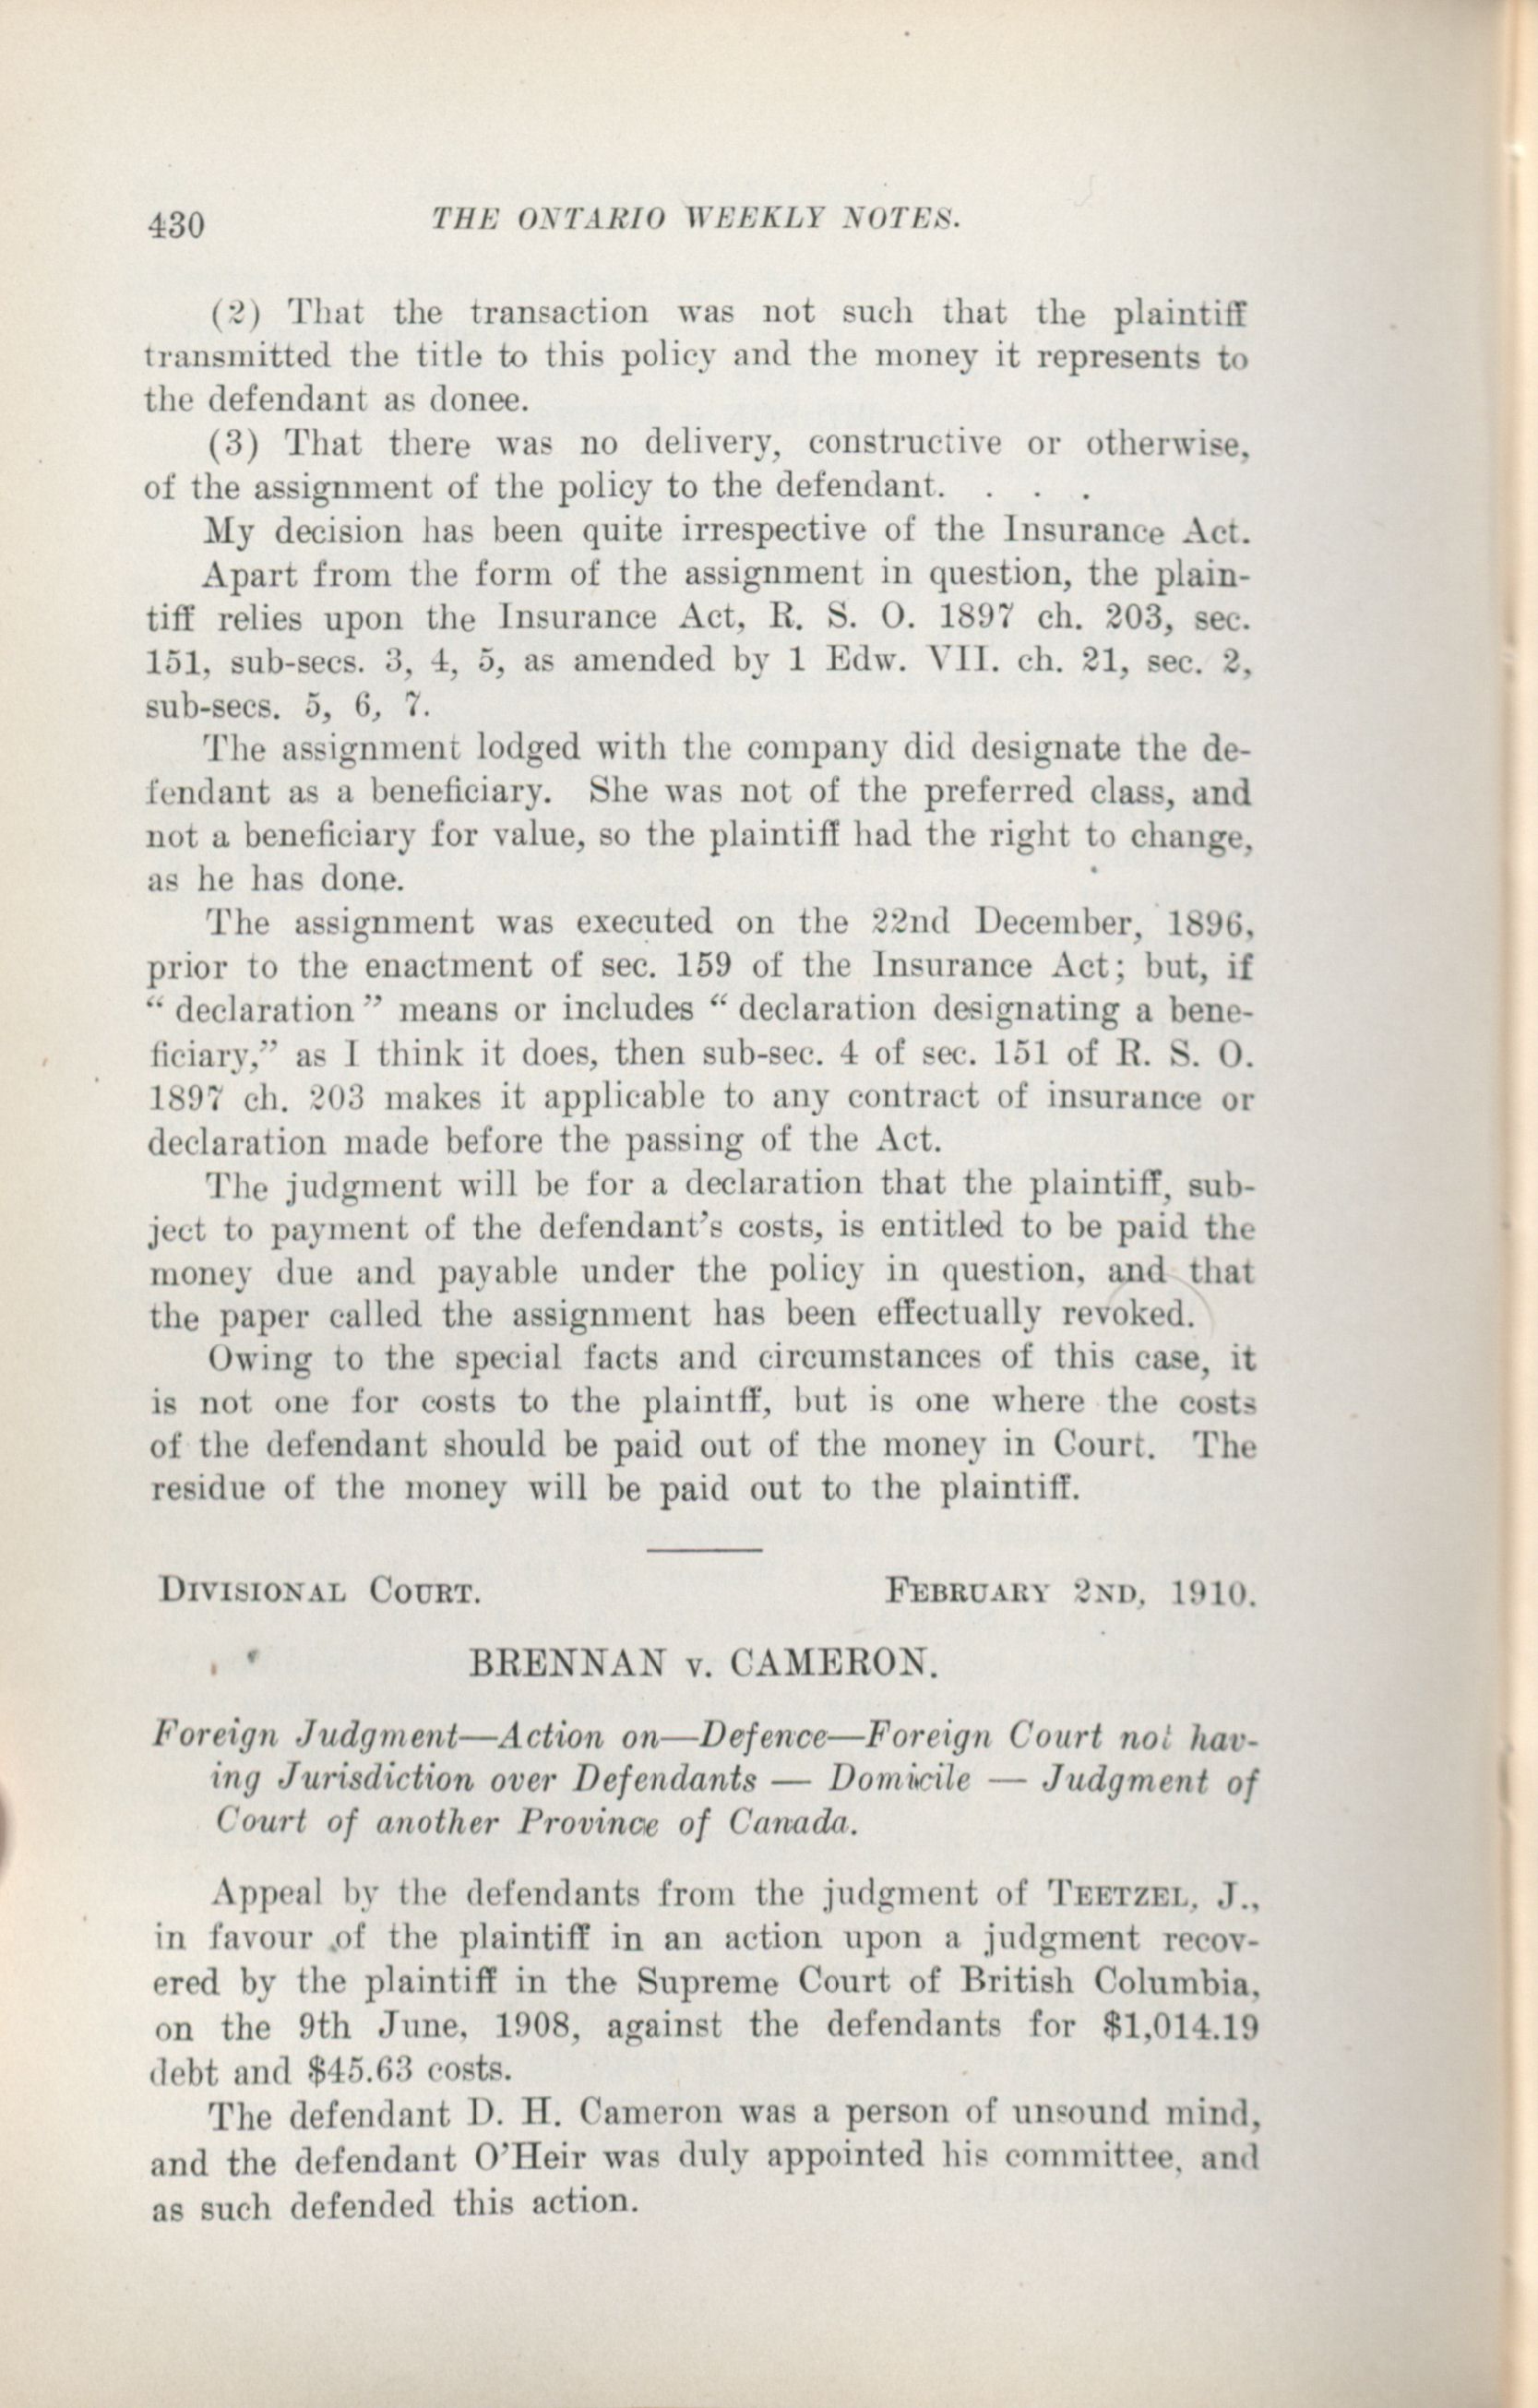 430
THE ONTARIO WEEKLY NOTES.
(2) That the transaction was not such that the plaintiff
transmitted the title to this policy and the money it represents to
the defendant as donee.
(3) That there was no delivery, constructive or otherwise,
of the assignment of the policy to the defendant. . . .
My decision has been quite irrespective of the Insurance Act.
Apart from the form of the assignment in question, the plain-
tiff relies upon the Insurance Act, R. S. O. 1897 ch. 203, sec.
151, sub-secs. 3, 4, 5, as amended by 1 Edw. VII. ch. 21, sec. 2,
sub-secs. 5, 6, 7.
The assignment lodged with the company did designate the de-
fendant as a beneficiary. She was not of the preferred class, and
not a beneficiary for value, so the plaintiff had the right to change,
as he has done.
The assignment was executed on the 22nd December, 1896,
prior to the enactment of sec. 159 of the Insurance Act; but, if
“ declaration ” means or includes “ declaration designating a bene-
ficiary,” as I think it does, then sub-sec. 4 of sec. 151 of R. S. O.
1897 ch. 203 makes it applicable to any contract of insurance or
declaration made before the passing of the Act.
The judgment will be for a declaration that the plaintiff, sub-
ject to payment of the defendant’s costs, is entitled to be paid the
money due and payable under the policy in question, and that
the paper called the assignment has been effectually revoked.
Owing to the special facts and circumstances of this case, it
is not one for costs to the plaintff, but is one where the costs
of the defendant should be paid out of the money in Court. The
residue of the money will be paid out to the plaintiff.
DIVISIONAL COURT. FEBRUARY 2ND, 1910.
BRENNAN v. CAMERON.
Foreign Judgment—Action on—Defence—Foreign Court not hav-
ing Jurisdiction over Defendants — Domicile — Judgment of
Court of another Province of Canada.
Appeal by the defendants from the judgment of TEETZEL, J.,
in favour of the plaintiff in an action upon a judgment recov-
ered by the plaintiff in the Supreme Court of British Columbia,
on the 9th June, 1908, against the defendants for $1,014.19
debt and $45.63 costs.
The defendant D. H. Cameron was a person of unsound mind,
and the defendant O’Heir was duly appointed his committee, and
as such defended this action.